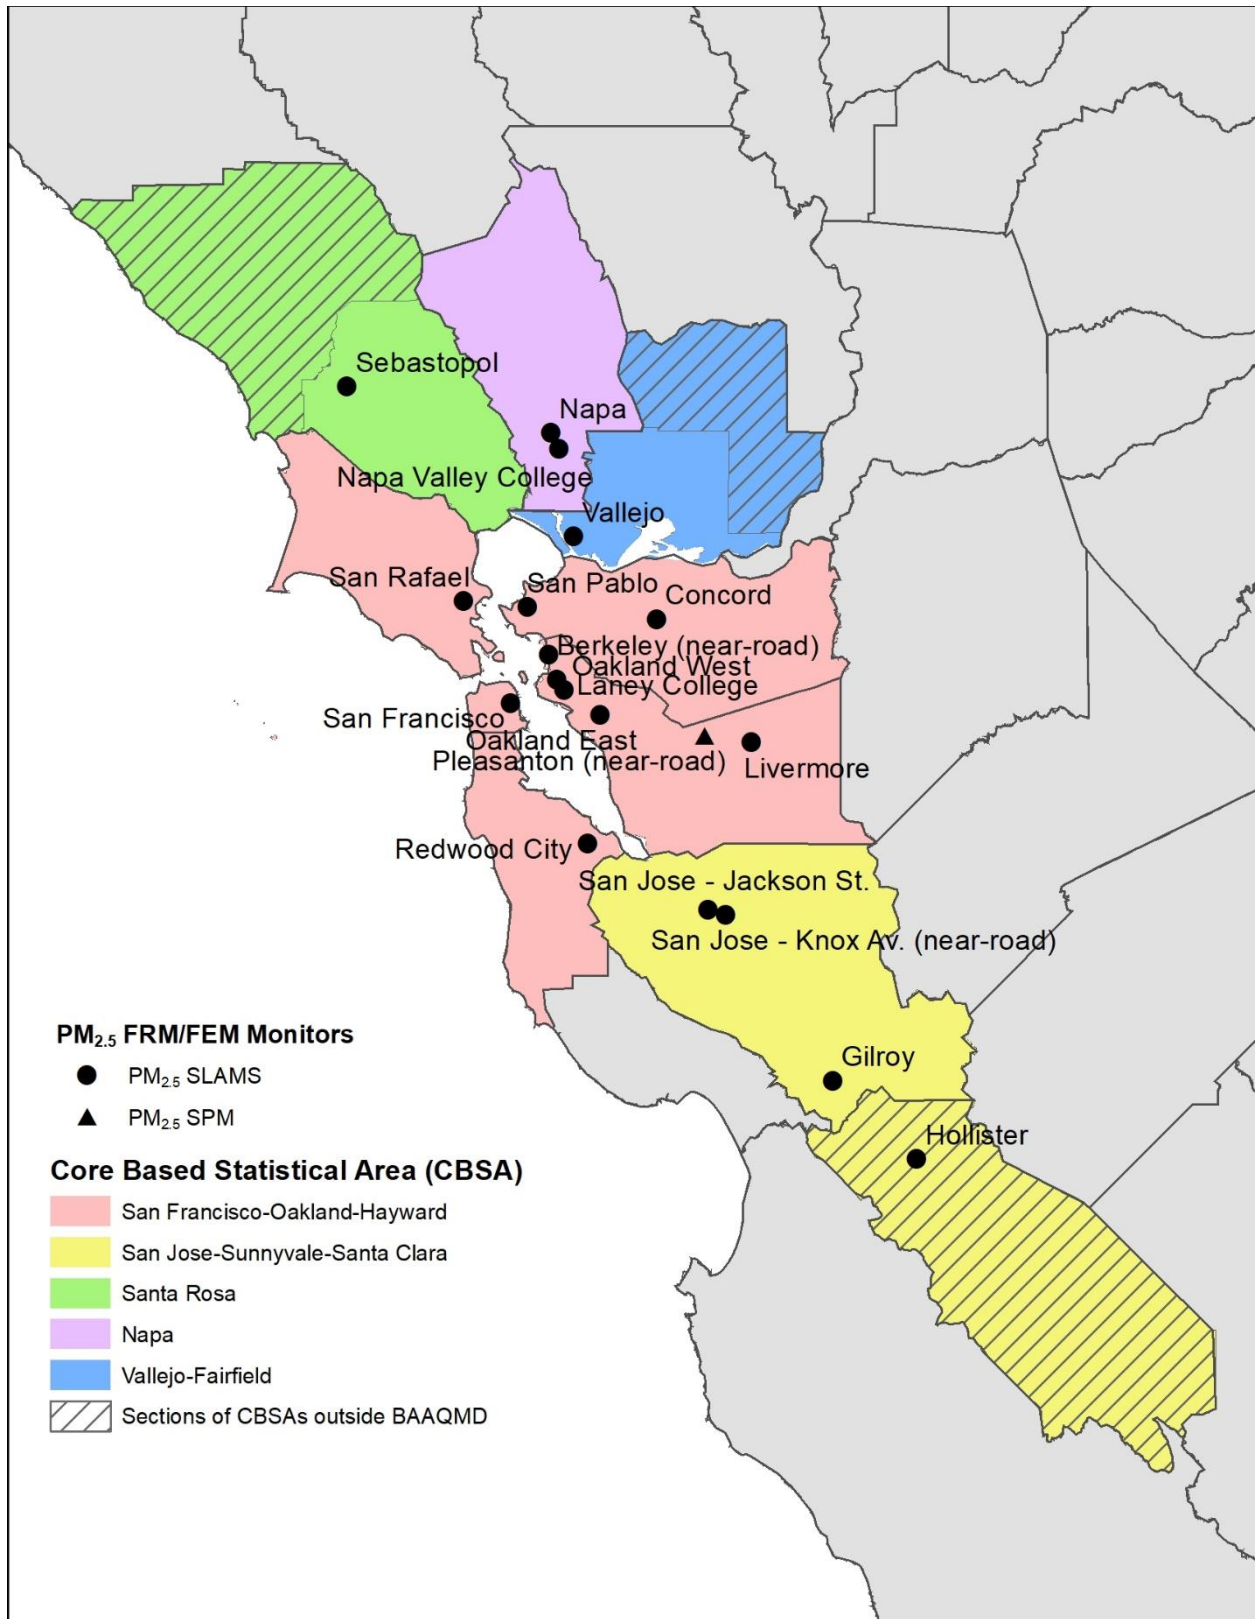 Sebastopol
Napa
Napa Valley College
Vallejo
San Rafael
San Pablo
Concord
Berkeley (near-road)
Oakland West
Laney College
San Francisco
Oakland East
Pleasanton (near-road)
Livermore
Redwood City
San Jose - Jackson St.
San Jose - Knox Av. (near-road)
Gilroy
Hollister
PM2.5 FRM/FEM Monitors
PM2.5 SLAMS
PM2.5 SPM
Core Based Statistical Area (CBSA)
San Francisco-Oakland-Hayward
San Jose-Sunnyvale-Santa Clara
Santa Rosa
Napa
Vallejo-Fairfield
Sections of CBSAs outside BAAQMD